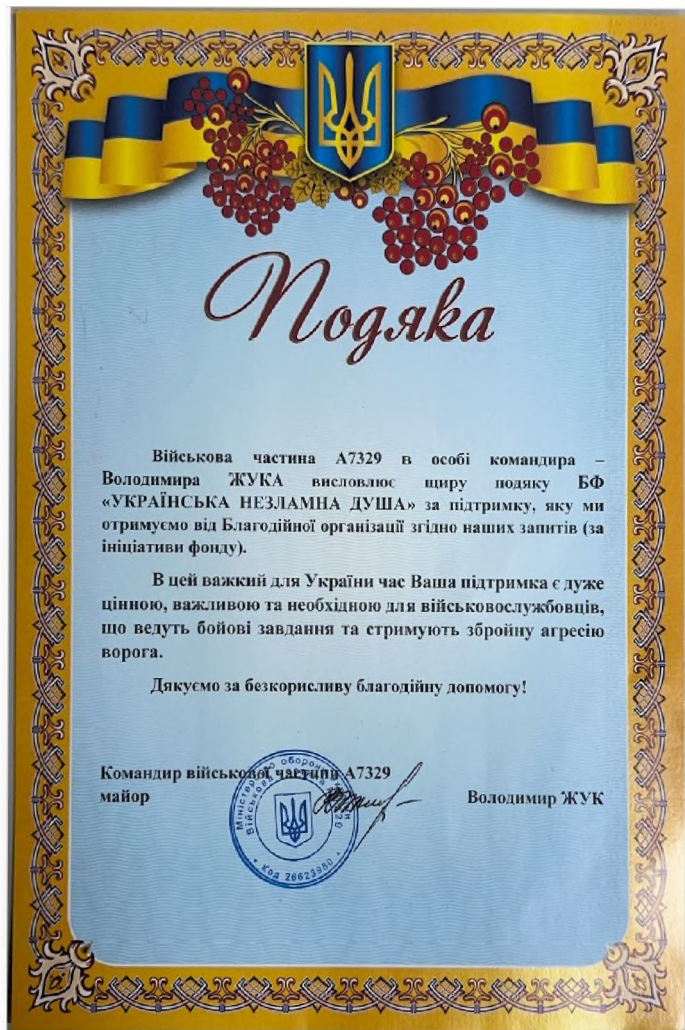 Подяка
Військова частина А7329 в особі командира –
Володимира ЖУКА висловлює щиру подяку БФ
«УКРАЇНСЬКА НЕЗЛАМНА ДУША» за підтримку, яку ми
отримуємо від Благодійної організації згідно наших запитів (за
ініціативи фонду).
В цей важкий для України час Ваша підтримка є дуже
цінною, важливою та необхідною для військовослужбовців,
що ведуть бойові завдання та стримують збройну агресію
ворога.
Дякуємо за безкорисливу благодійну допомогу!
Командир військової частини А7329
майор
Володимир ЖУК
Міністерство оборони
Військова
Код 26623980